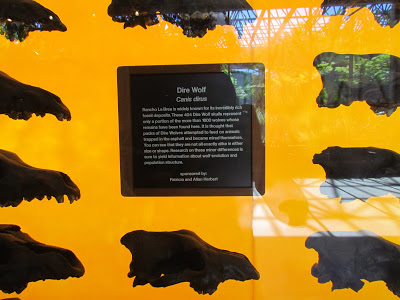 Dire Wolf
Canis dirus
Rancho La Brea is widely known for its incredibly rich
fossil deposits. These 404 Dire Wolf skulls represent
only a portion of the more than 1800 wolves whose
remains have been found here. It is thought that
packs of Dire Wolves attempted to feed on animals
trapped in the asphalt and became mired themselves.
You can see that they are not all exactly alike in either
size or shape. Research on these minor differences is
sure to yield information about wolf evolution and
population structure.
sponsored by:
Patricia and Allan Herbert